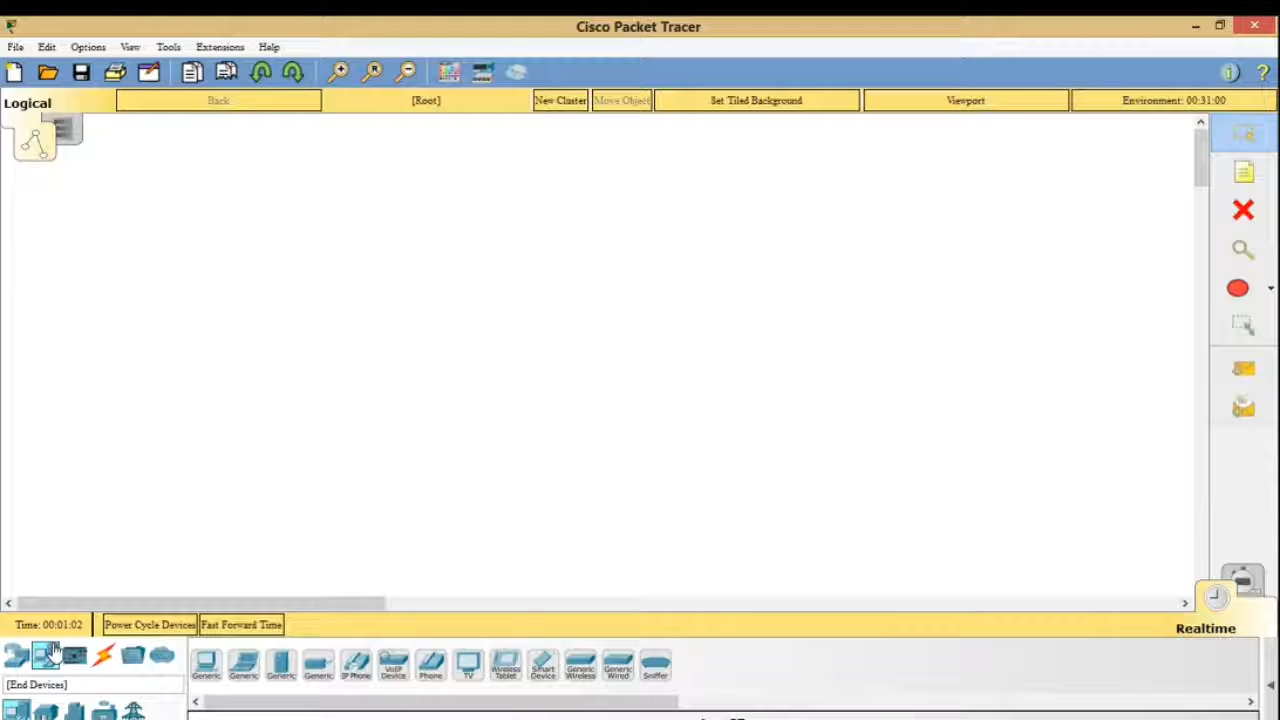 Cisco Packet Tracer
File Edit Options View Tools Extensions Help
Logical Back [Root] New Cluster Move Object Set Tiled Background Viewport Environment: 00:31:00
Time: 00:01:02 Power Cycle Devices Fast Forward Time
Realtime
Generic Generic Generic Generic IP Phone VoIP Device Phone TV Wireless Tablet Smart Device Generic Wireless Generic Wired Sniffer
[End Devices]